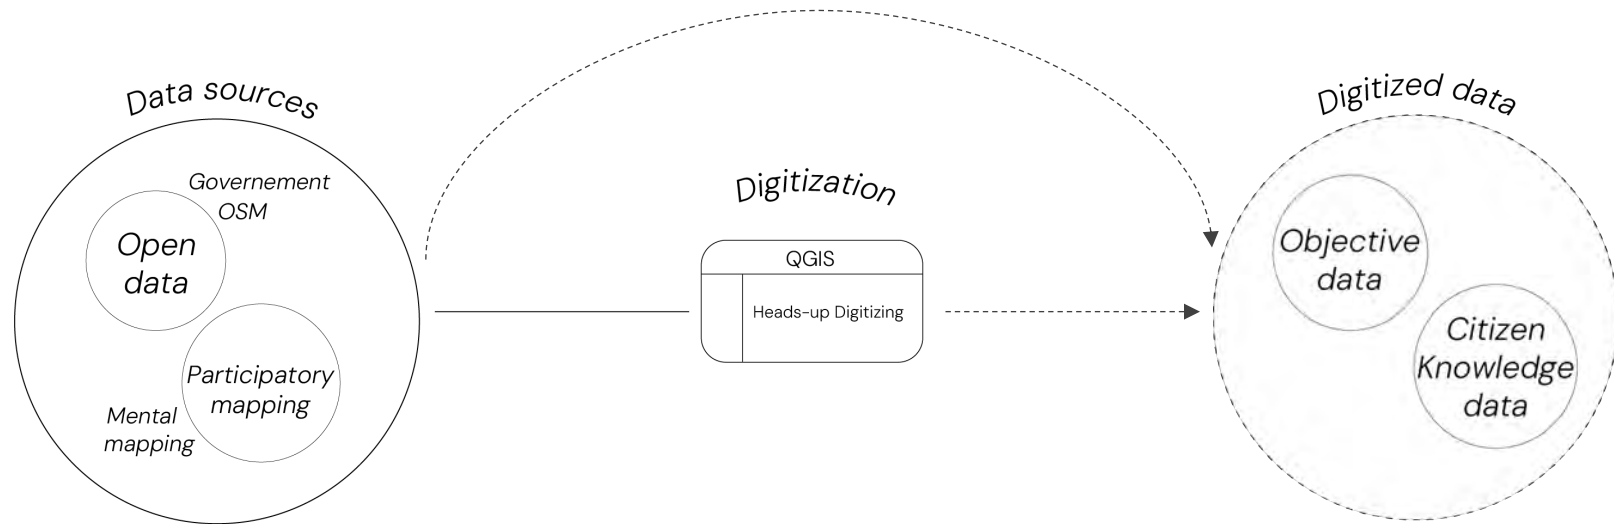 Data sources
Governement
OSM
Open
data
Participatory
mapping
Mental
mapping
Digitization
QGIS
Heads-up Digitizing
Digitized data
Objective
data
Citizen
Knowledge
data